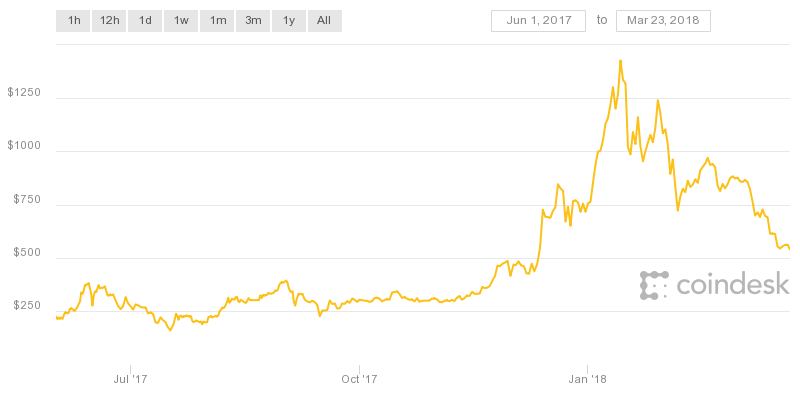 1h 12h 1d 1w 1m 3m 1y All Jun 1, 2017 to Mar 23, 2018
$1250
$1000
$750
$500
coindesk
$250
Jul '17 Oct '17 Jan '18